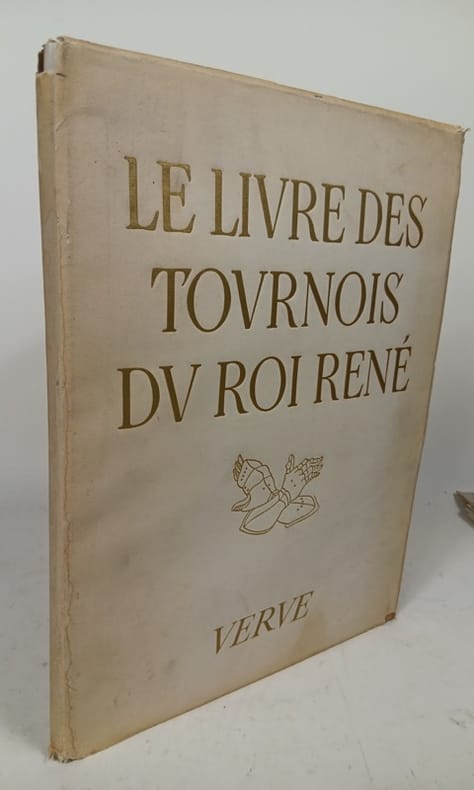 LE LIVRE DES
TOVRNOIS
DV ROI RENÉ
VERVE